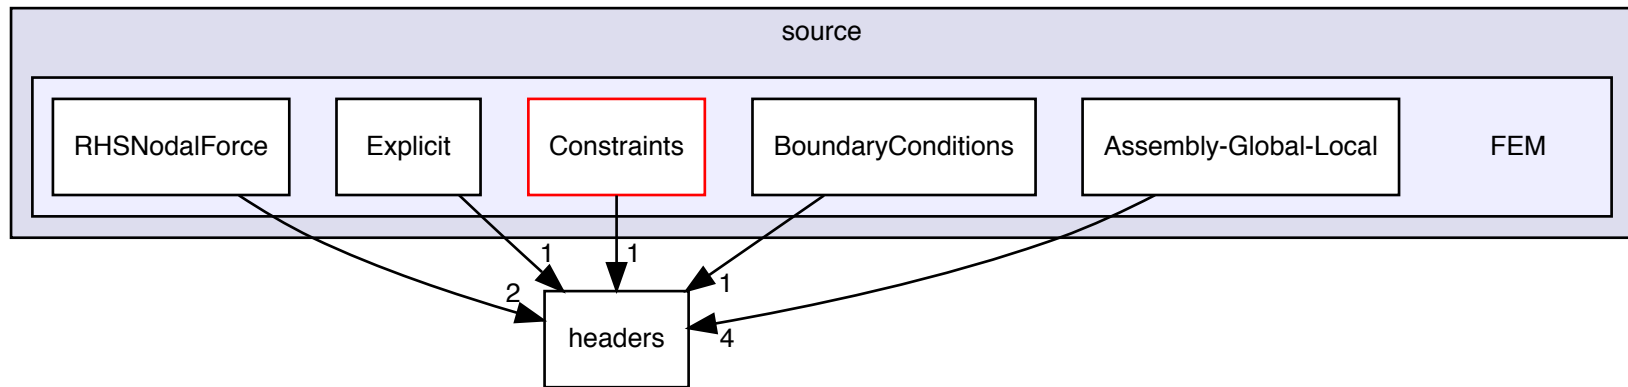 source
RHSNodalForce
Explicit
Constraints
BoundaryConditions
Assembly-Global-Local
FEM
1
1
1
2
4
headers